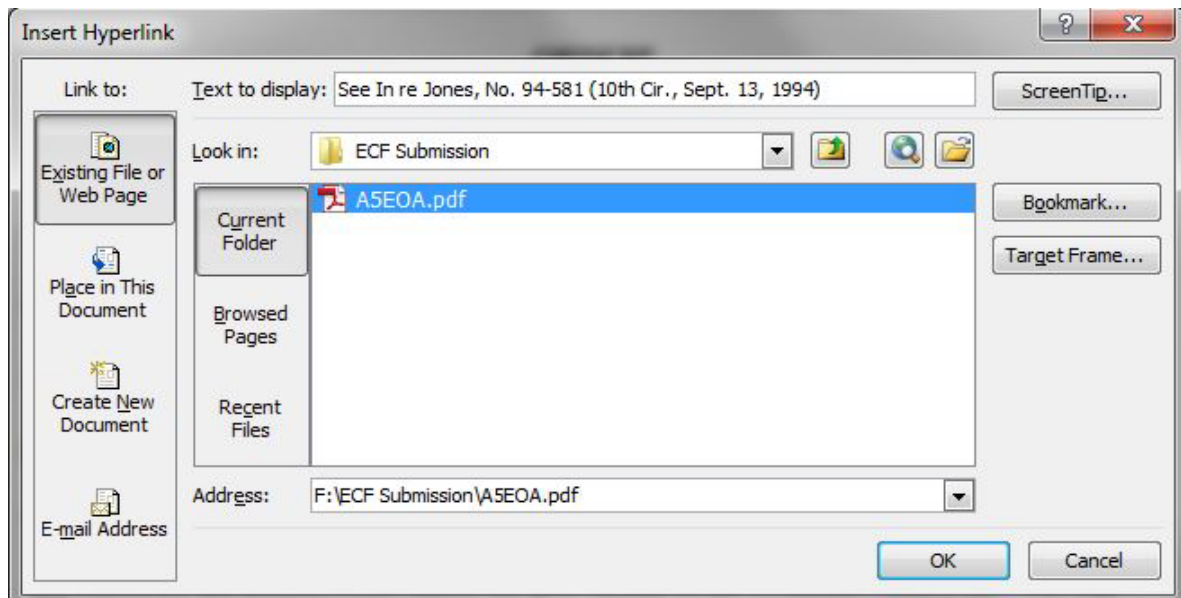 Insert Hyperlink
Link to:
Text to display: See In re Jones, No. 94-581 (10th Cir., Sept. 13, 1994)
ScreenTip...
Existing File or
Web Page
Look in: ECF Submission
Current
Folder
A5EOA.pdf
Bookmark...
Target Frame...
Place in This
Document
Browsed
Pages
Create New
Document
Recent
Files
Address: F:\ECF Submission\A5EOA.pdf
E-mail Address
OK
Cancel